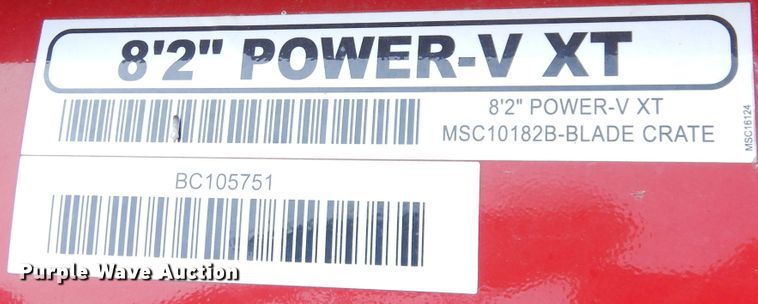 8'2" POWER-V XT
8'2" POWER-V XT
MSC10182B-BLADE CRATE
MSC16124
BC105751
Purple Wave Auction